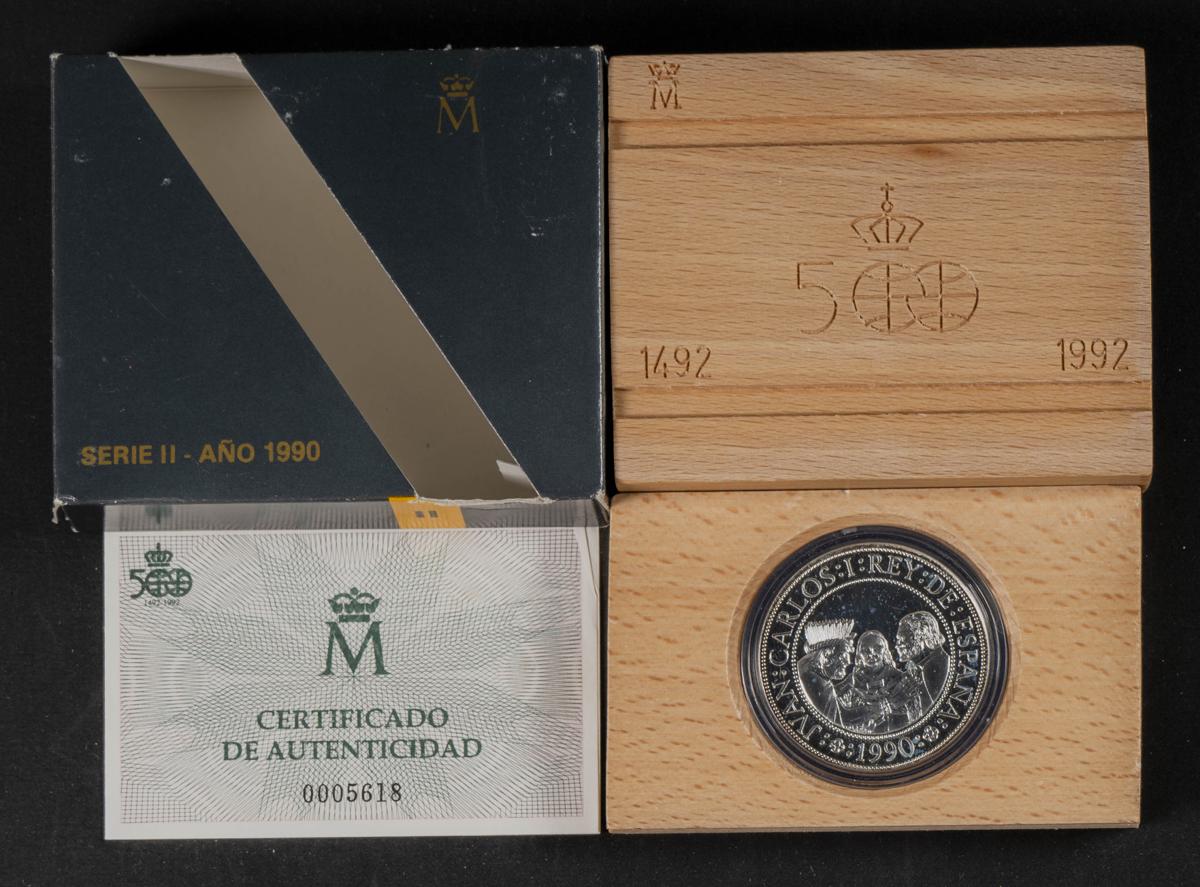 M
SERIE II - AÑO 1990
M
500
1492
1992
500
1492-1992
M
CERTIFICADO
DE AUTENTICIDAD
0005618
JVAN:CARLOS:I:REY:DE:ESPAÑA:
:1990: